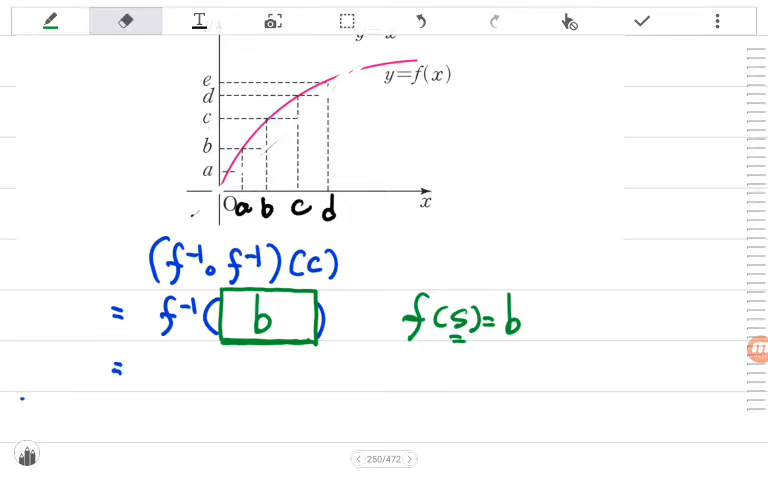 T
y=x
e
y=f(x)
d
c
b
a
O a b c d x
(f⁻¹∘f⁻¹)(c)
= f⁻¹( b ) f(s)=b
=
250/472